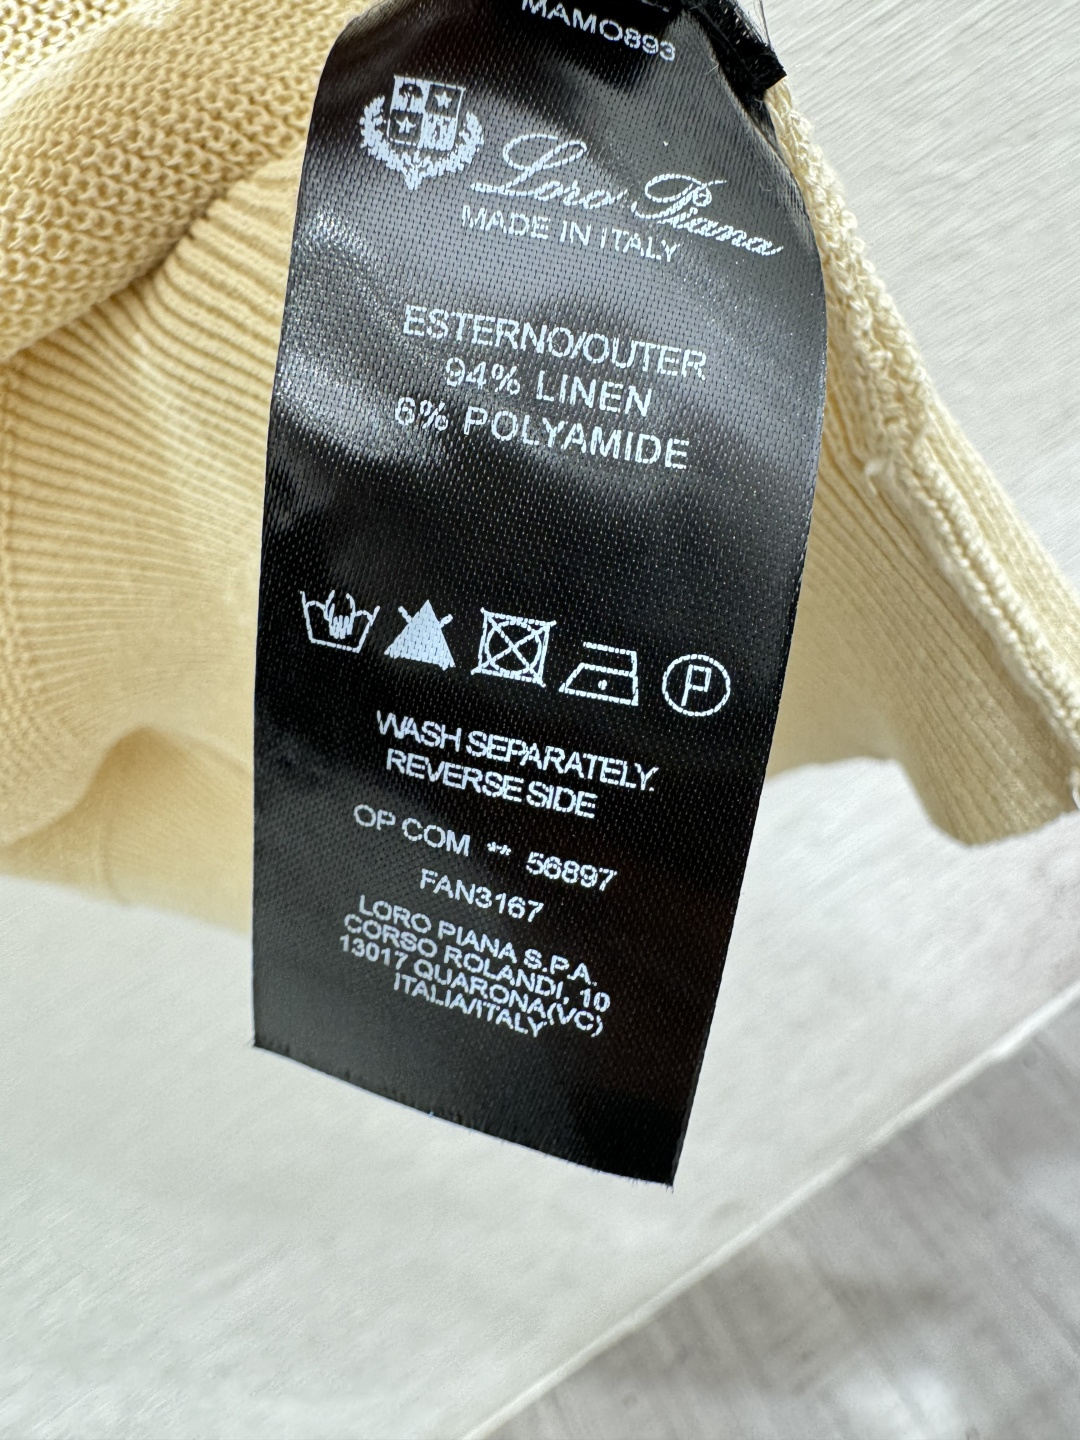 MAMO893
Loro Piana
MADE IN ITALY
ESTERNO/OUTER
94% LINEN
6% POLYAMIDE
P
WASH SEPARATELY.
REVERSE SIDE
OP COM ** 56897
FAN3167
LORO PIANA S.P.A.
CORSO ROLANDI, 10
13017 QUARONA(VC)
ITALIA/ITALY